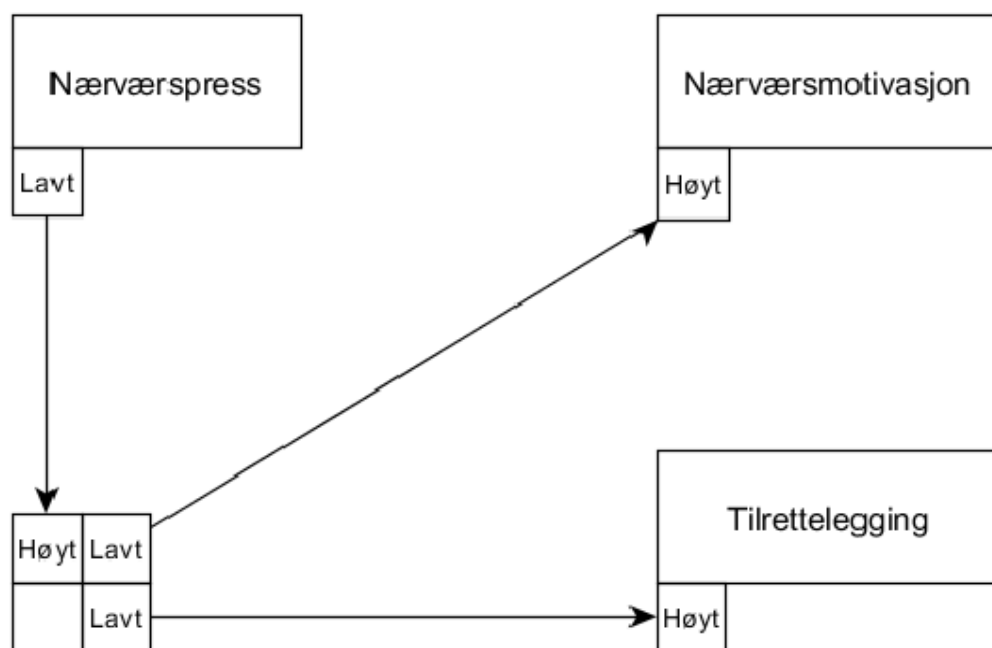 Nærværspress
Nærværsmotivasjon
Lavt
Høyt
Tilrettelegging
Høyt Lavt
Lavt
Høyt